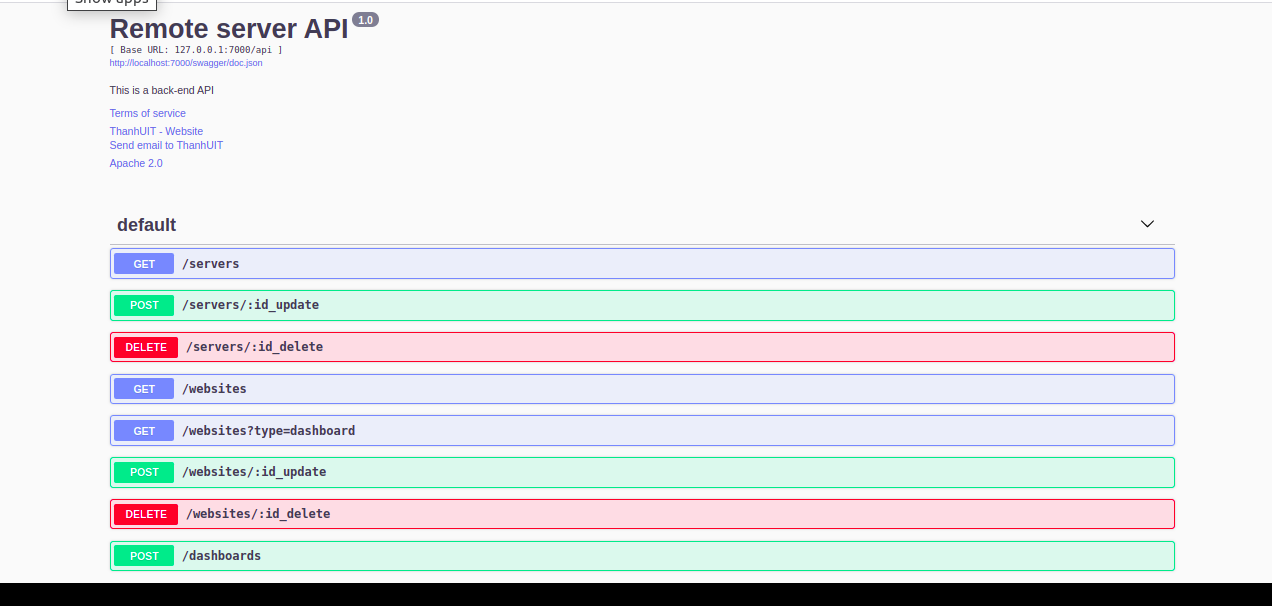 Show apps
Remote server API 1.0
[ Base URL: 127.0.0.1:7000/api ]
http://localhost:7000/swagger/doc.json
This is a back-end API
Terms of service
ThanhUIT - Website
Send email to ThanhUIT
Apache 2.0
default
GET /servers
POST /servers/:id_update
DELETE /servers/:id_delete
GET /websites
GET /websites?type=dashboard
POST /websites/:id_update
DELETE /websites/:id_delete
POST /dashboards